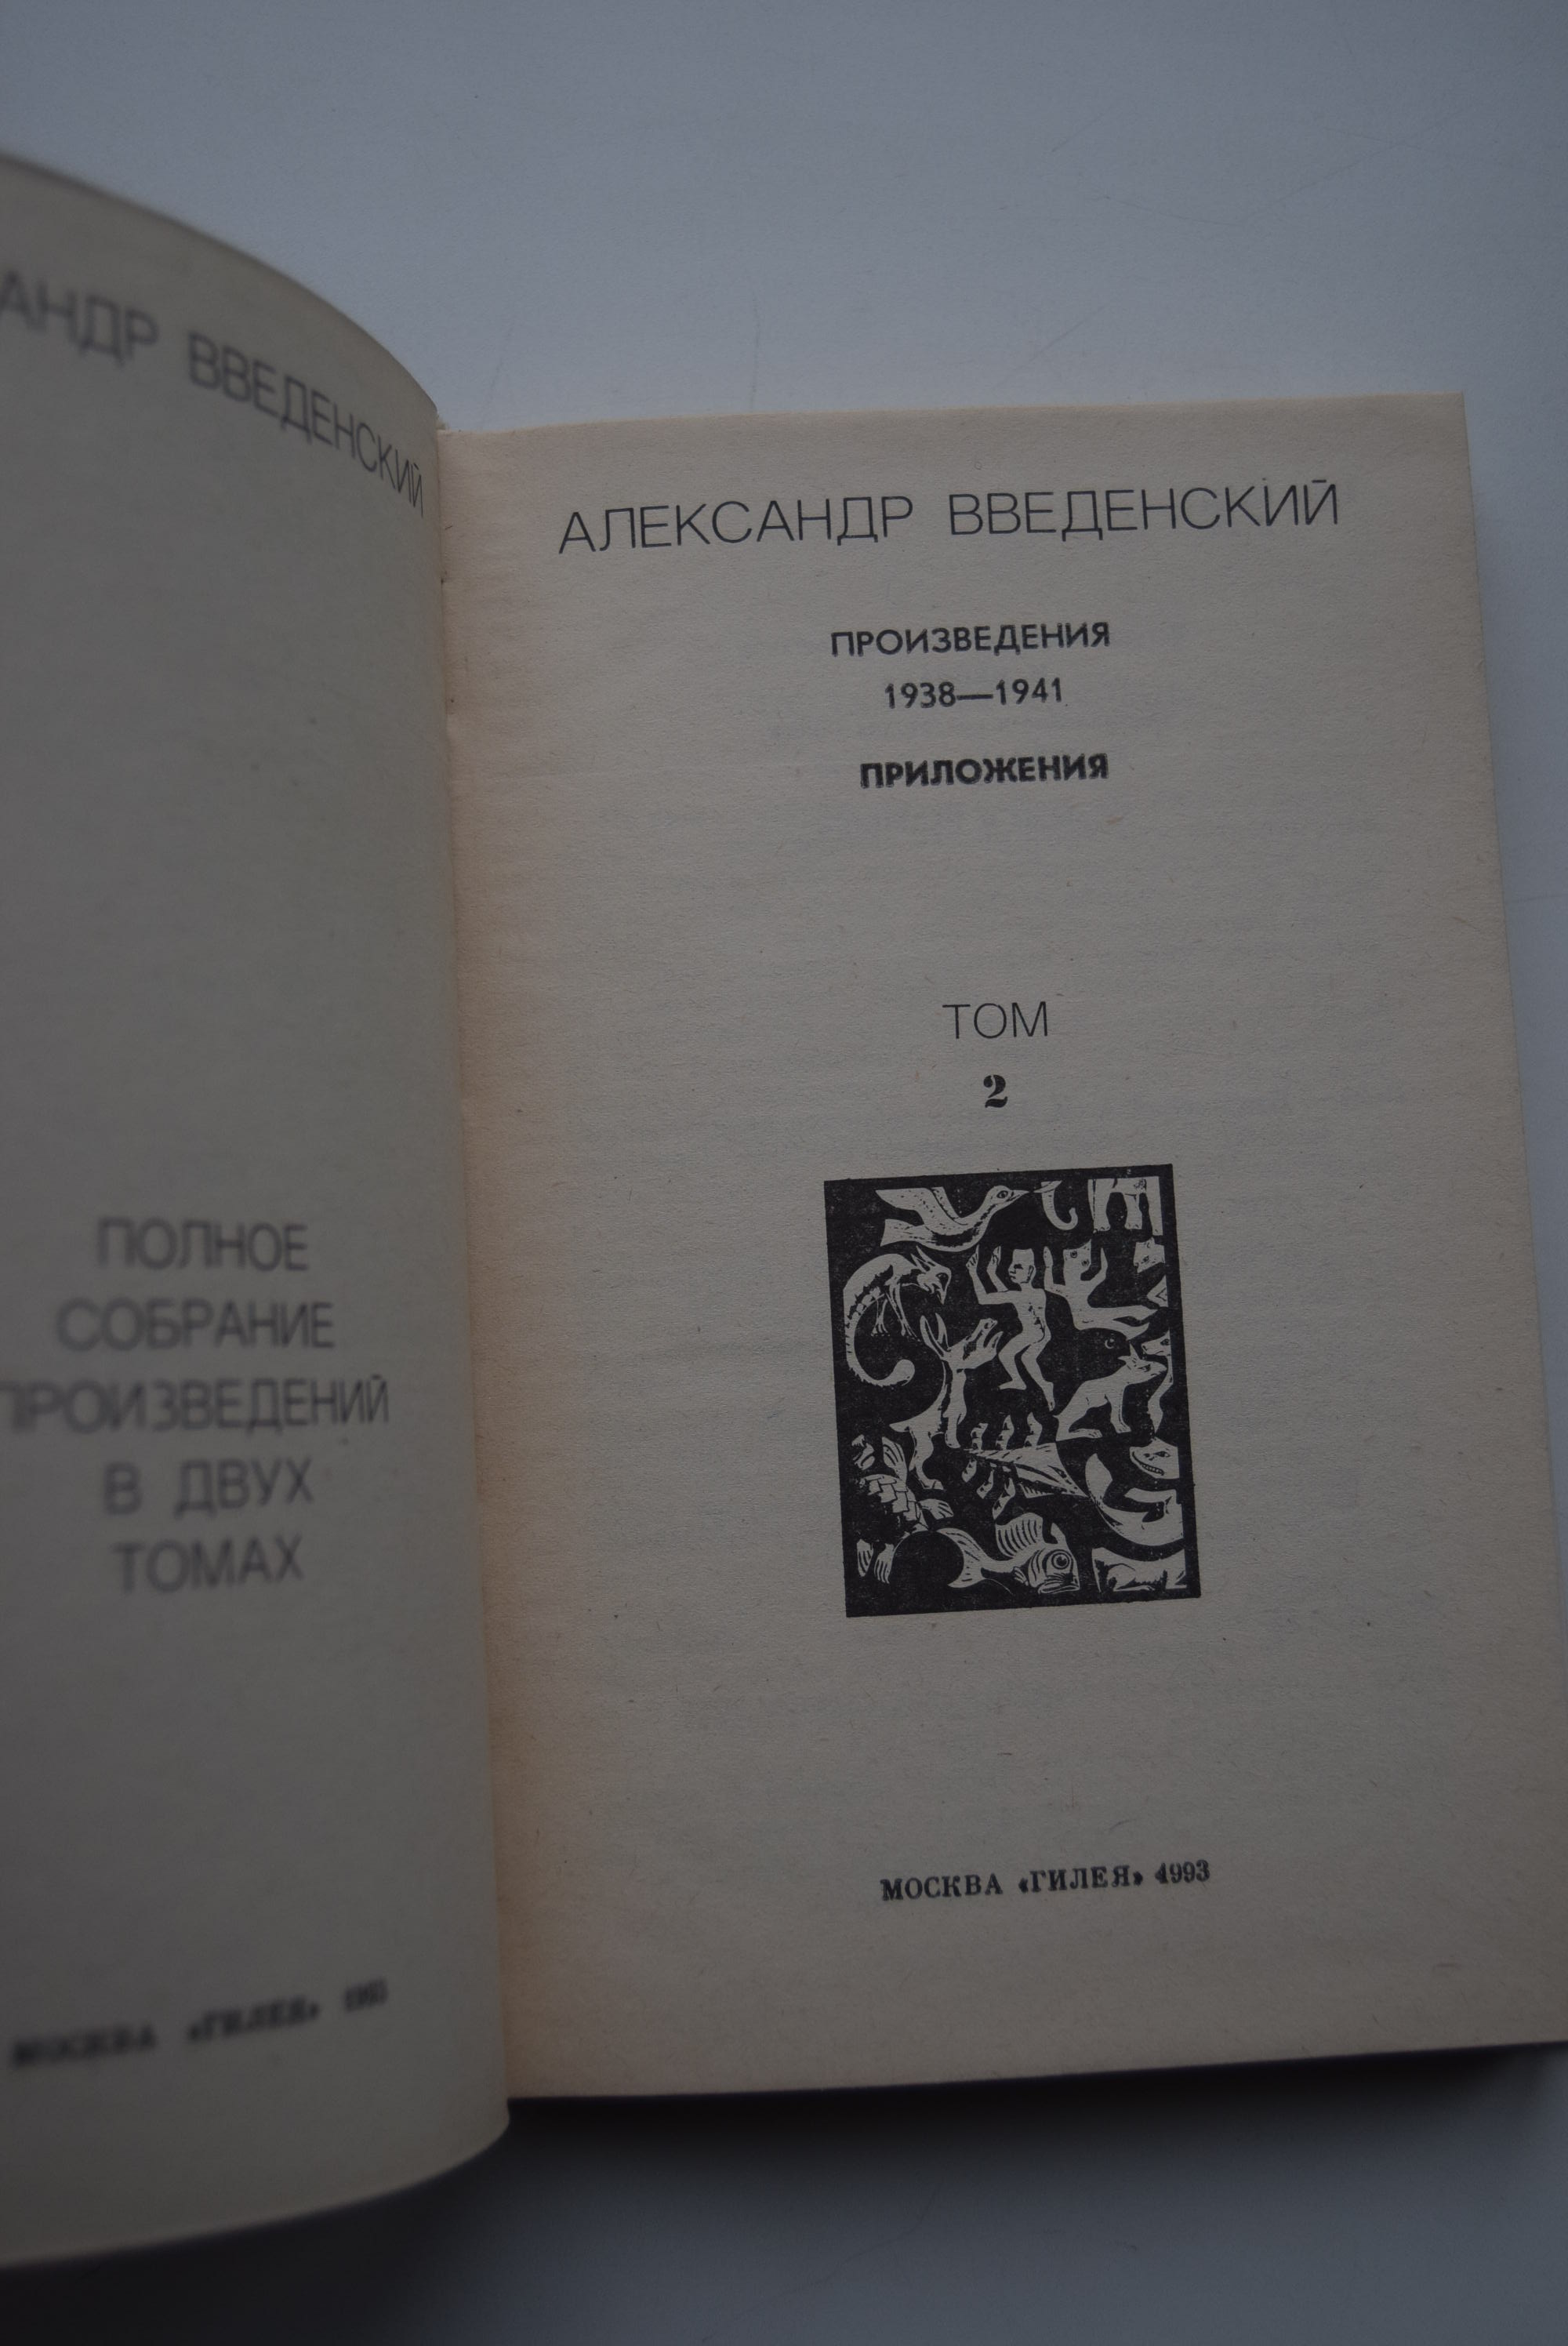 АНДР ВВЕДЕНСКИЙ
ПОЛНОЕ
СОБРАНИЕ
ПРОИЗВЕДЕНИЙ
В ДВУХ
ТОМАХ
МОСКВА «ГИЛЕЯ» 1993
АЛЕКСАНДР ВВЕДЕНСКИЙ
ПРОИЗВЕДЕНИЯ
1938—1941
ПРИЛОЖЕНИЯ
ТОМ
2
МОСКВА «ГИЛЕЯ» 1993